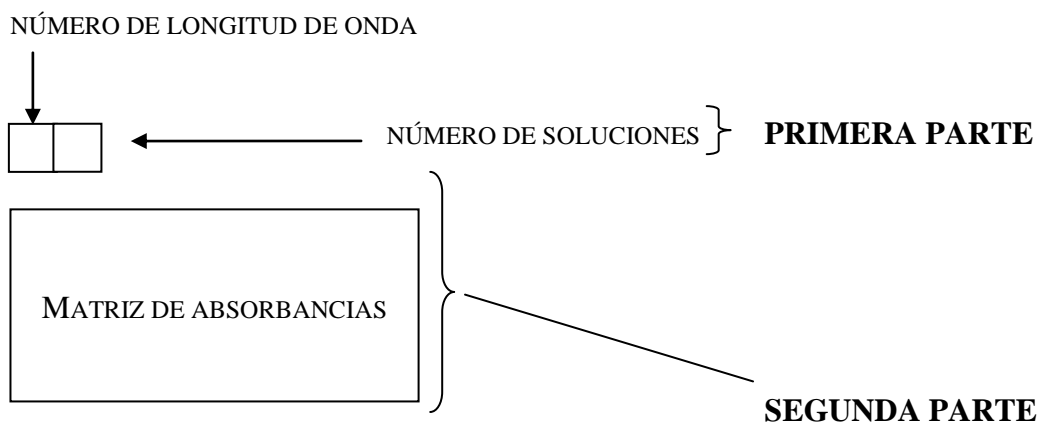 NÚMERO DE LONGITUD DE ONDA
NÚMERO DE SOLUCIONES
PRIMERA PARTE
MATRIZ DE ABSORBANCIAS
SEGUNDA PARTE